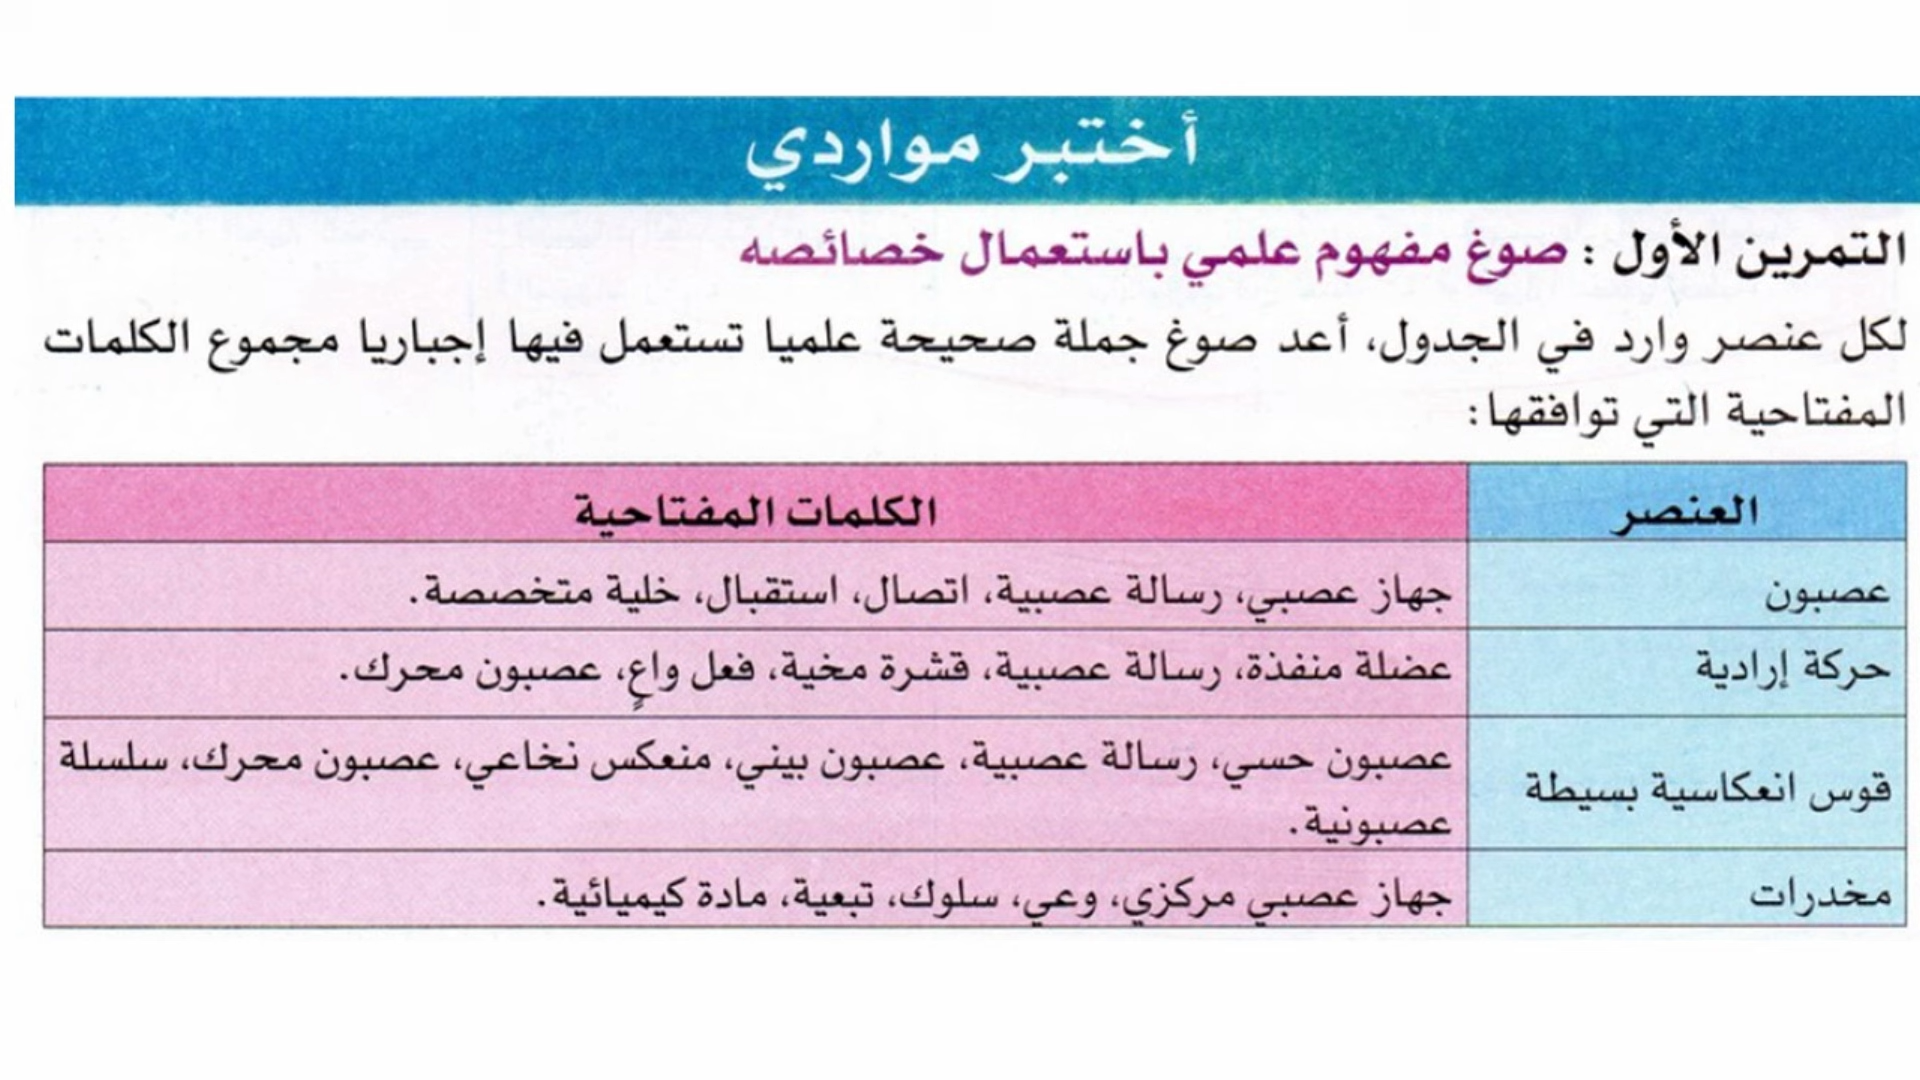 أختبر مواردي
التمرين الأول : صوغ مفهوم علمي باستعمال خصائصه
لكل عنصر وارد في الجدول، أعد صوغ جملة صحيحة علميا تستعمل فيها إجباريا مجموع الكلمات
المفتاحية التي توافقها:
العنصر
الكلمات المفتاحية
عصبون
جهاز عصبي، رسالة عصبية، اتصال، استقبال، خلية متخصصة.
حركة إرادية
عضلة منفذة، رسالة عصبية، قشرة مخية، فعل واعٍ، عصبون محرك.
قوس انعكاسية بسيطة
عصبون حسي، رسالة عصبية، عصبون بيني، منعكس نخاعي، عصبون محرك، سلسلة
عصبونية.
مخدرات
جهاز عصبي مركزي، وعي، سلوك، تبعية، مادة كيميائية.